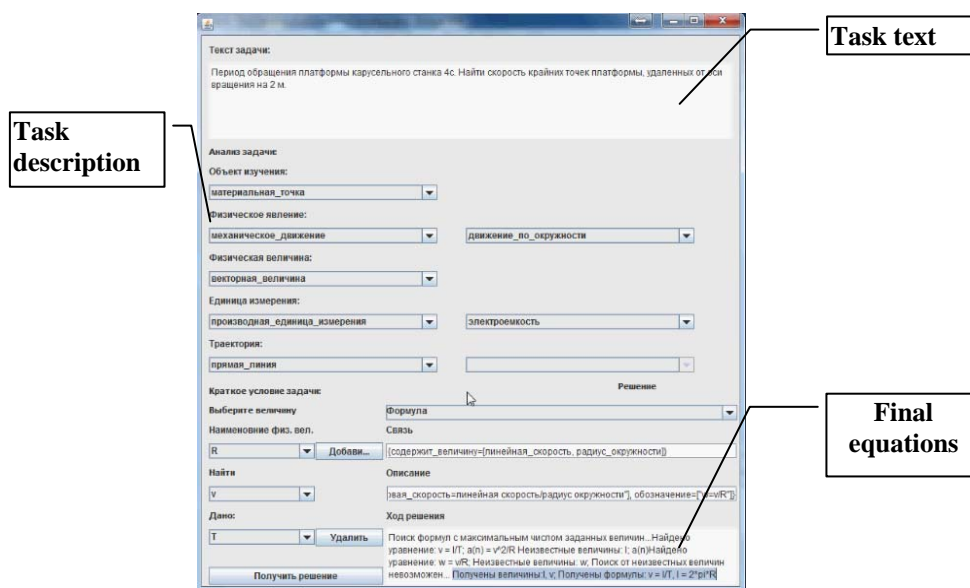 Task text
Task
description
Final
equations
Текст задачи:
Период обращения платформы карусельного станка 4с. Найти скорость крайних точек платформы, удаленных от оси
вращения на 2 м.
Анализ задачи:
Объект изучения:
материальная_точка
Физическое явление:
механическое_движение
движение_по_окружности
Физическая величина:
векторная_величина
Единица измерения:
производная_единица_измерения
электроемкость
Траектория:
прямая_линия
Решение
Краткое условие задачи:
Выберите величину
Формула
Наименовние физ. вел.
Связь
R
Добави...
{содержит_величину=[линейная_скорость, радиус_окружности]}
Найти
Описание
v
овая_скорость=линейная скорость/радиус окружности"], обозначение=["w=v/R"]}
Дано:
Ход решения
T
Удалить
Поиск формул с максимальным числом заданных величин...Найдено
уравнение: v = l/T; a(n) = v^2/R Неизвестные величины: l; a(n)Найдено
уравнение: w = v/R; Неизвестные величины: w; Поиск от неизвестных величин
невозможен... Получены величины:l, v; Получены формулы: v = l/T, l = 2*pi*R
Получить решение